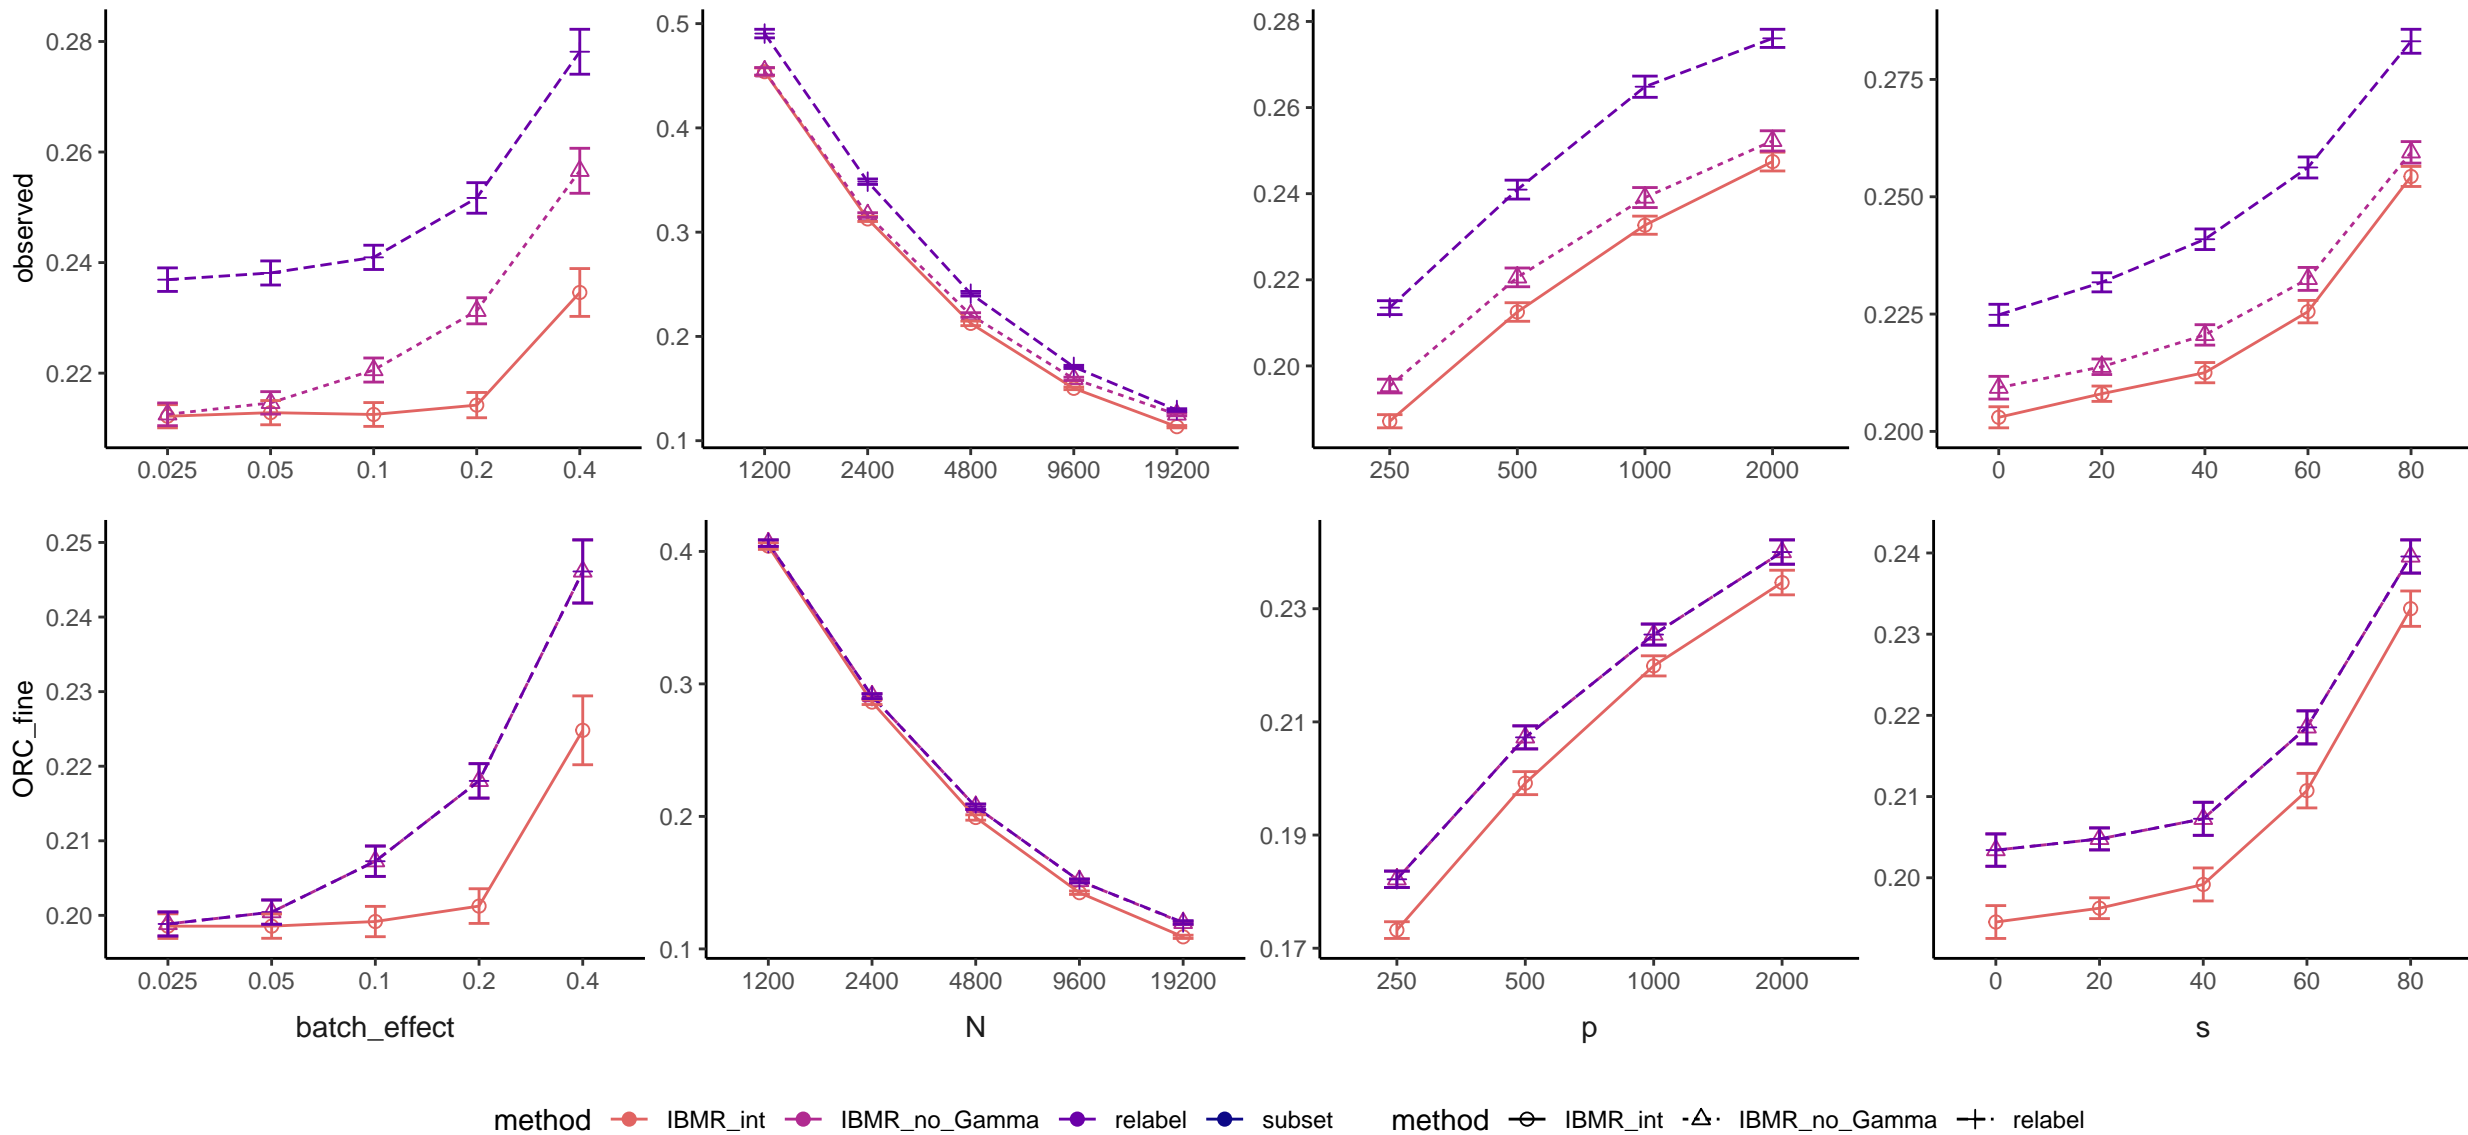 observed
0.28
0.26
0.24
0.22
0.025 0.05 0.1 0.2 0.4
0.5
0.4
0.3
0.2
0.1
1200 2400 4800 9600 19200
0.28
0.26
0.24
0.22
0.20
250 500 1000 2000
0.275
0.250
0.225
0.200
0 20 40 60 80
ORC_fine
0.25
0.24
0.23
0.22
0.21
0.20
0.025 0.05 0.1 0.2 0.4
batch_effect
0.4
0.3
0.2
0.1
1200 2400 4800 9600 19200
N
0.23
0.21
0.19
0.17
250 500 1000 2000
p
0.24
0.23
0.22
0.21
0.20
0 20 40 60 80
s
method IBMR_int IBMR_no_Gamma relabel subset
method IBMR_int IBMR_no_Gamma relabel